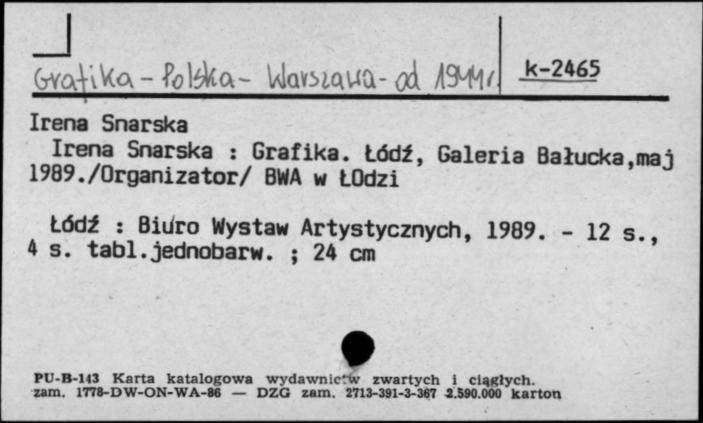 Grafika - Polska - Warszawa - od 1944r. k-2465
Irena Snarska
Irena Snarska : Grafika. Łódź, Galeria Bałucka,maj
1989./Organizator/ BWA w ŁOdzi
Łódź : Biuro Wystaw Artystycznych, 1989. - 12 s.,
4 s. tabl.jednobarw. ; 24 cm
PU-B-143 Karta katalogowa wydawnictw zwartych i ciągłych.
zam. 1778-DW-ON-WA-86 — DZG zam. 2713-391-3-367 2.590.000 karton